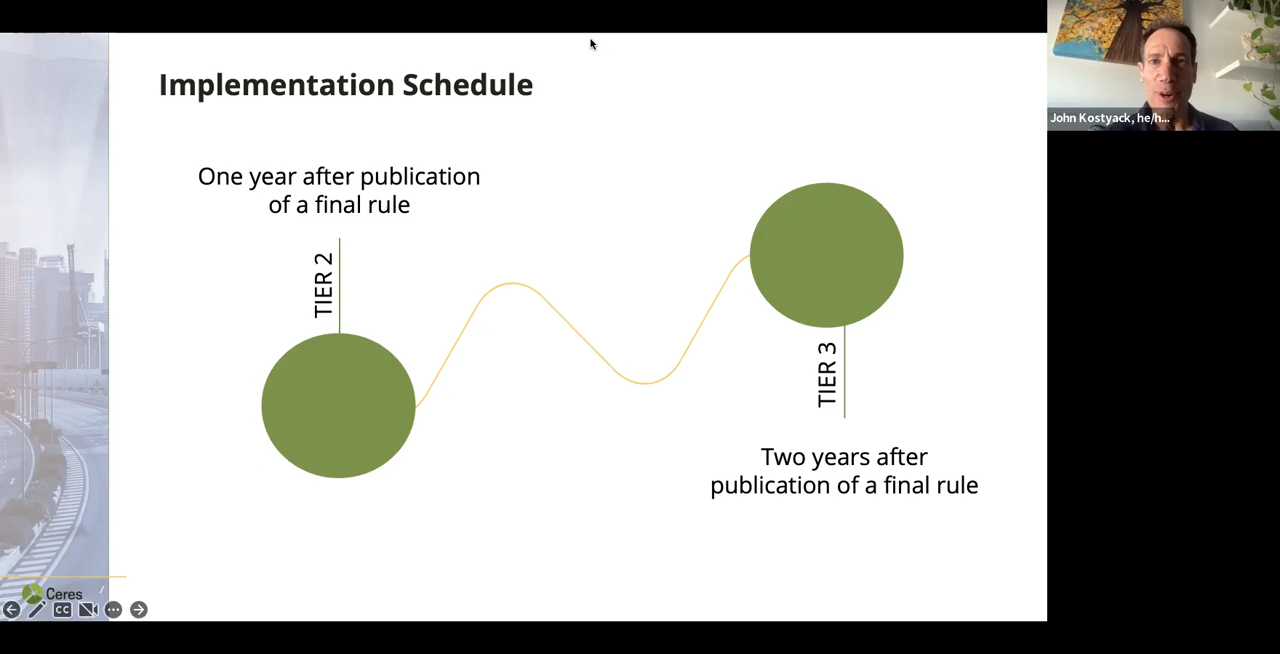 Implementation Schedule
One year after publication
of a final rule
TIER 2
TIER 3
Two years after
publication of a final rule
Ceres
CC
John Kostyack, he/h...